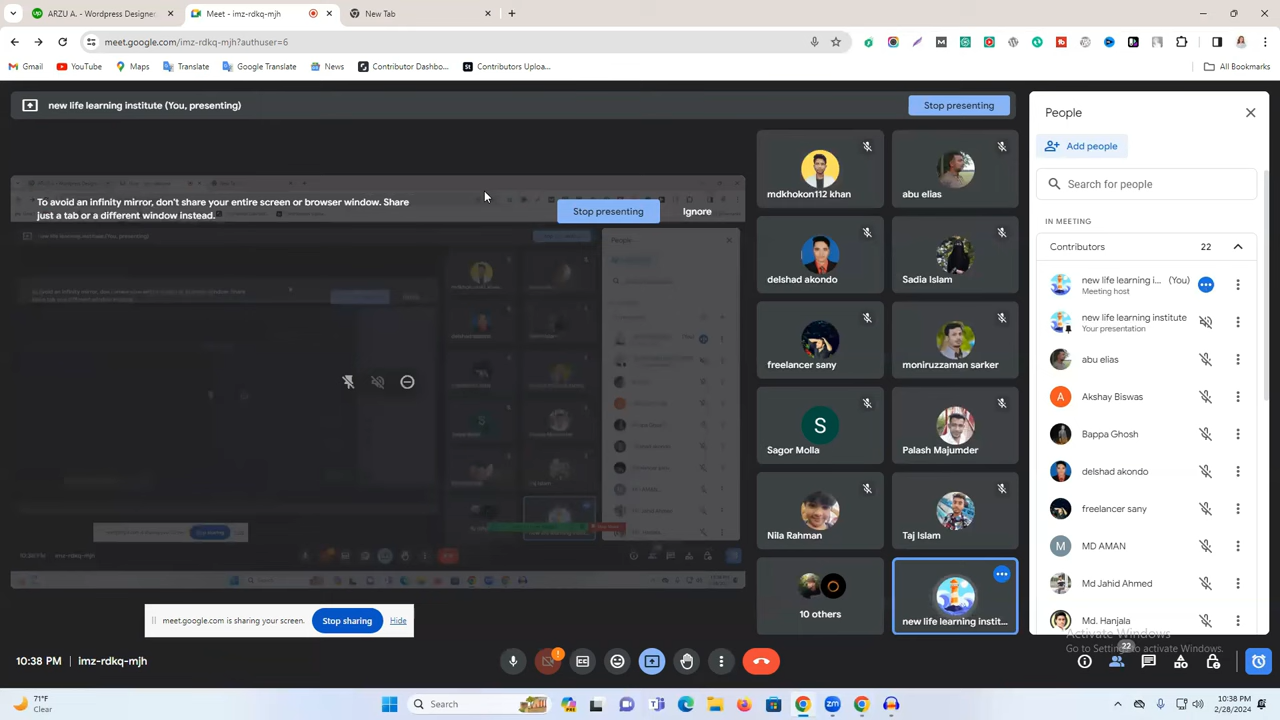 ARZU A. - Wordpress Designer
Meet - imz-rdkq-mjh
New Tab
meet.google.com/imz-rdkq-mjh?authuser=6
Gmail
YouTube
Maps
Translate
Google Translate
News
Contributor Dashbo...
Contributors Uploa...
All Bookmarks
new life learning institute (You, presenting)
Stop presenting
To avoid an infinity mirror, don't share your entire screen or browser window. Share
just a tab or a different window instead.
Stop presenting
Ignore
mdkhokon112 khan
abu elias
delshad akondo
Sadia Islam
freelancer sany
moniruzzaman sarker
S
Sagor Molla
Palash Majumder
Nila Rahman
Taj Islam
10 others
new life learning instit...
People
Add people
Search for people
IN MEETING
Contributors
22
new life learning i... (You)
Meeting host
new life learning institute
Your presentation
abu elias
A
Akshay Biswas
Bappa Ghosh
delshad akondo
freelancer sany
M
MD AMAN
Md Jahid Ahmed
Md. Hanjala
Activate Windows
Go to Settings to activate Windows.
meet.google.com is sharing your screen.
Stop sharing
Hide
10:38 PM
imz-rdkq-mjh
22
71°F
Clear
Search
zm
10:38 PM
2/28/2024